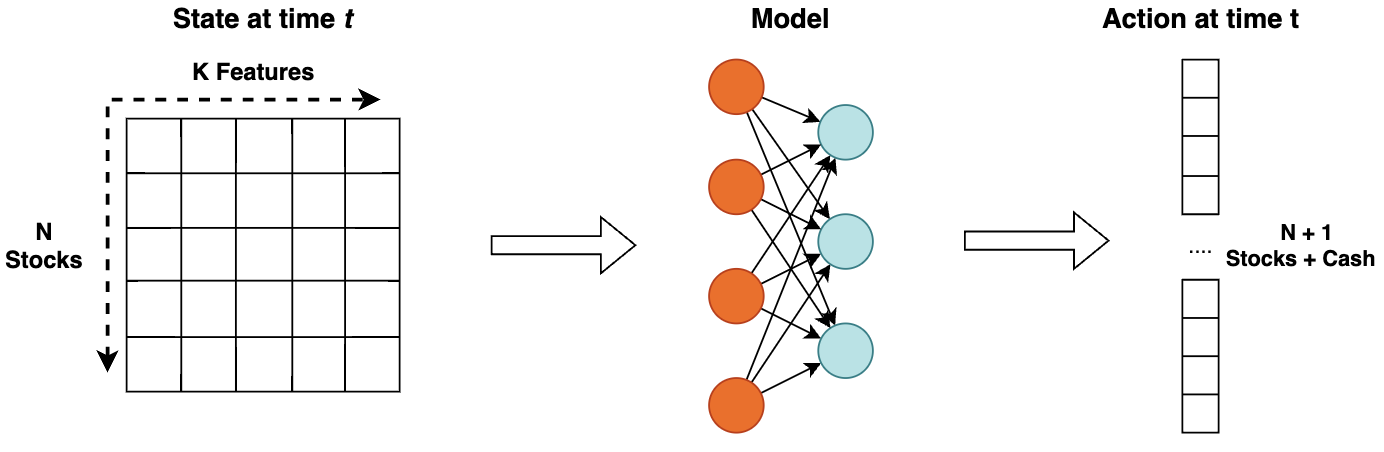 State at time t
Model
Action at time t
K Features
N
Stocks
....
N + 1
Stocks + Cash